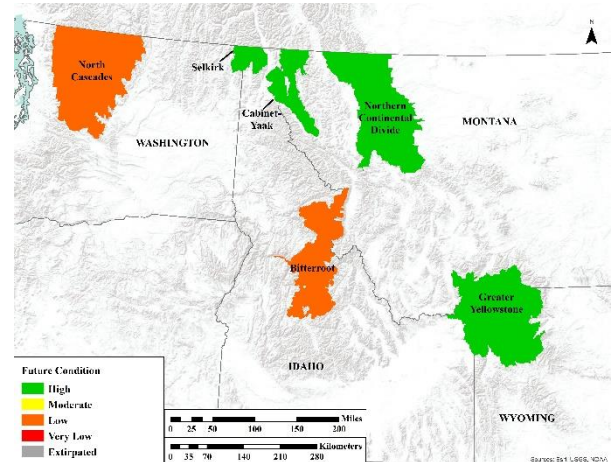 N
North
Cascades
Selkirk
Cabinet-
Yaak
Northern
Continental
Divide
MONTANA
WASHINGTON
Bitterroot
Greater
Yellowstone
IDAHO
WYOMING
Future Condition
High
Moderate
Low
Very Low
Extirpated
Miles
0 25 50 100 150 200
Kilometers
0 35 70 140 210 280
Sources: Esri, USGS, NOAA